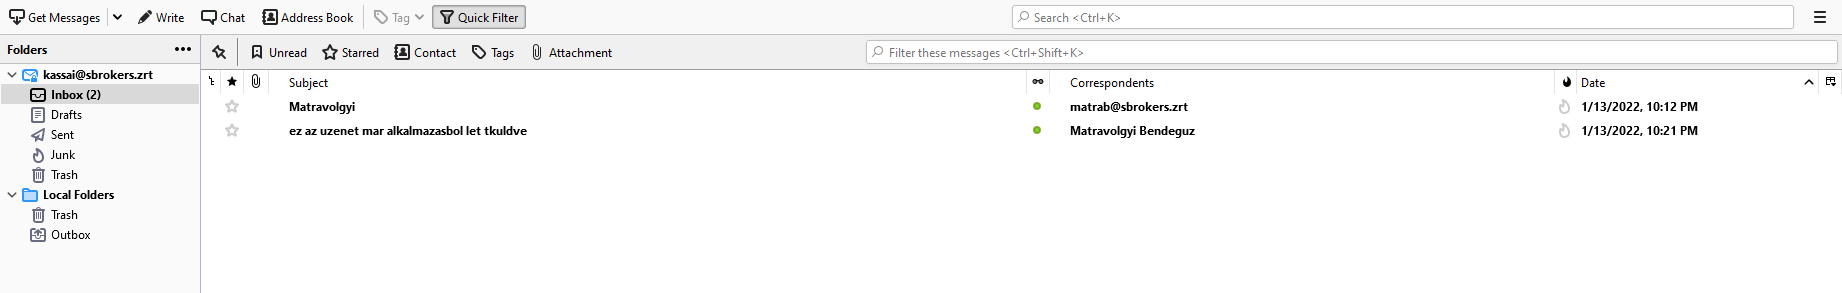 Get Messages Write Chat Address Book Tag Quick Filter Search <Ctrl+K>
Folders
Unread Starred Contact Tags Attachment Filter these messages <Ctrl+Shift+K>
kassai@sbrokers.zrt
Inbox (2)
Drafts
Sent
Junk
Trash
Local Folders
Trash
Outbox
Subject Correspondents Date
Matravolgyi matrab@sbrokers.zrt 1/13/2022, 10:12 PM
ez az uzenet mar alkalmazasbol let tkuldve Matravolgyi Bendeguz 1/13/2022, 10:21 PM